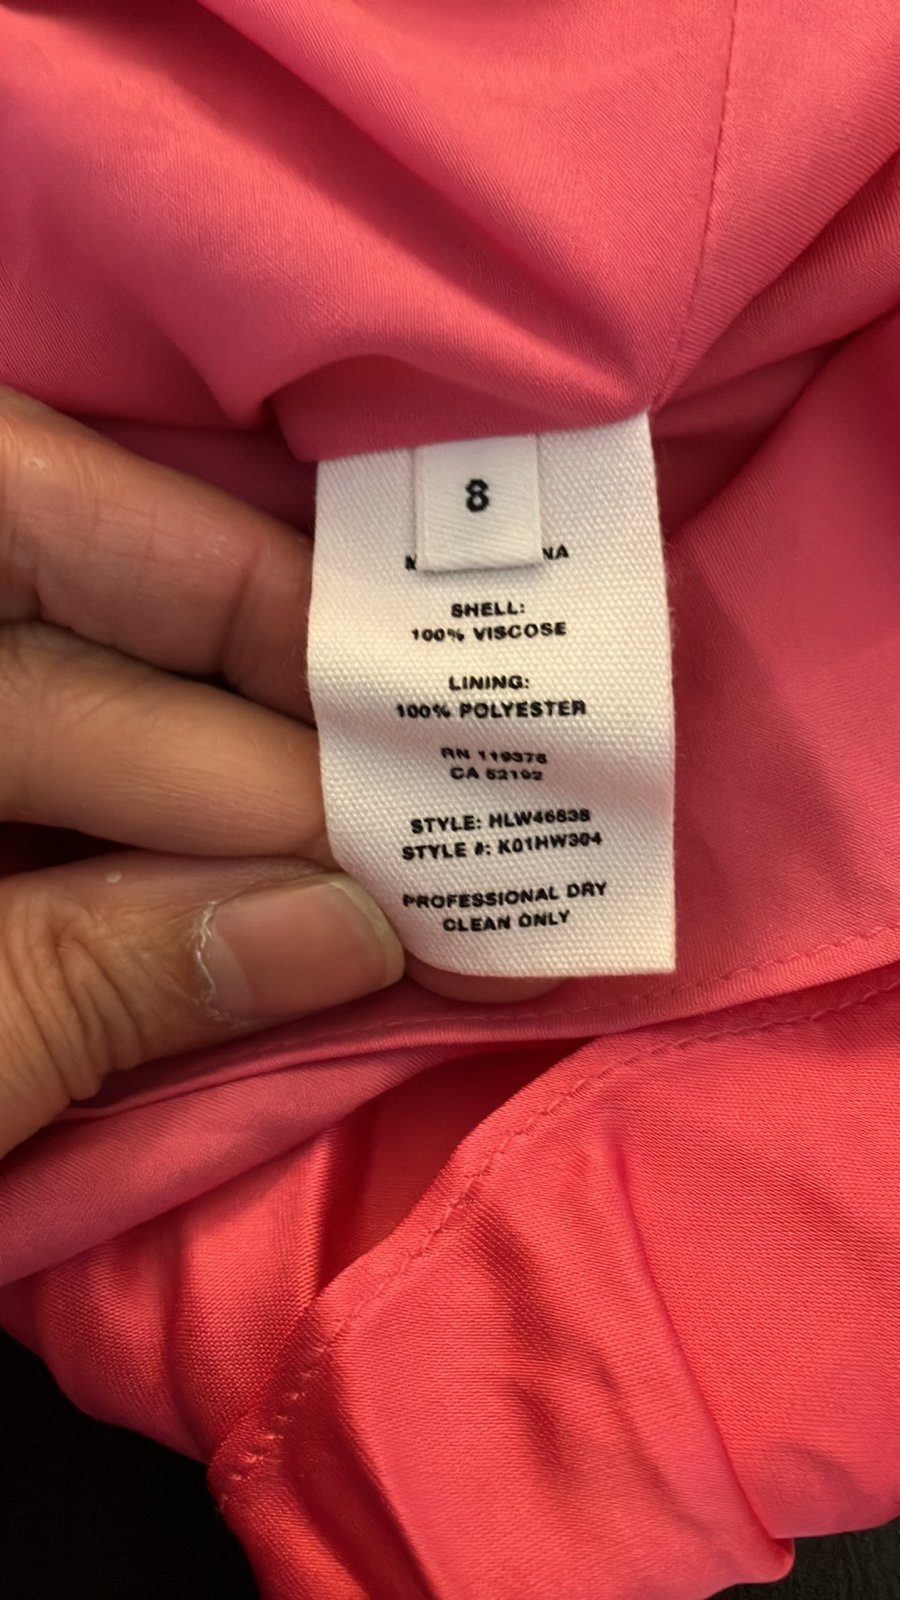 8
SHELL:
100% VISCOSE
LINING:
100% POLYESTER
RN 119376
CA 52192
STYLE: HLW46638
STYLE #: K01HW304
PROFESSIONAL DRY
CLEAN ONLY